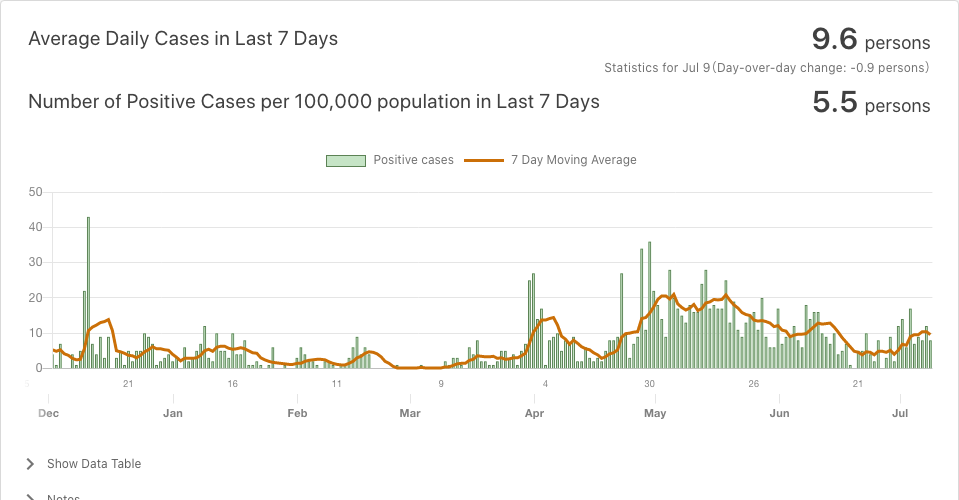 Average Daily Cases in Last 7 Days
9.6 persons
Statistics for Jul 9(Day-over-day change: -0.9 persons)
Number of Positive Cases per 100,000 population in Last 7 Days
5.5 persons
Positive cases 7 Day Moving Average
50
40
30
20
10
0
21 16 11 9 4 30 26 21
Dec Jan Feb Mar Apr May Jun Jul
Show Data Table
Notes